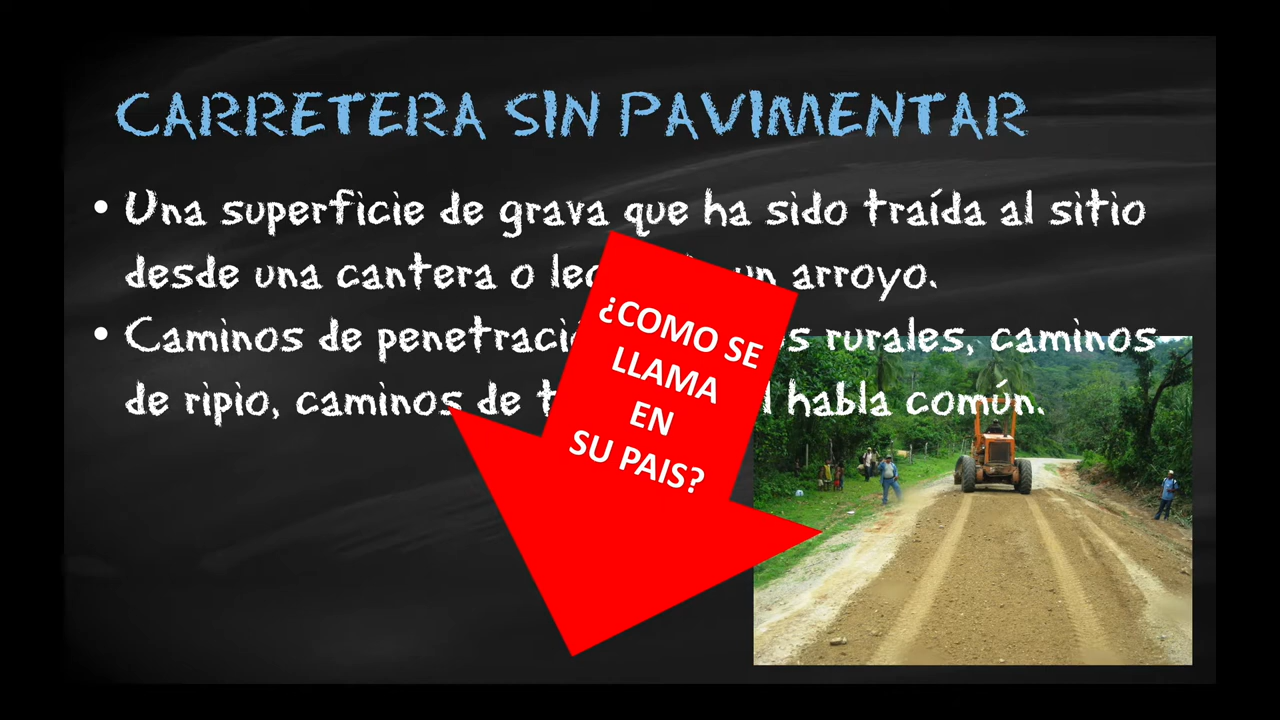 CARRETERA SIN PAVIMENTAR
• Una superficie de grava que ha sido traída al sitio
desde una cantera o un arroyo.
• Caminos de rurales, caminos
de ripio, caminos de habla común.
¿COMO SE
LLAMA
EN
SU PAIS?